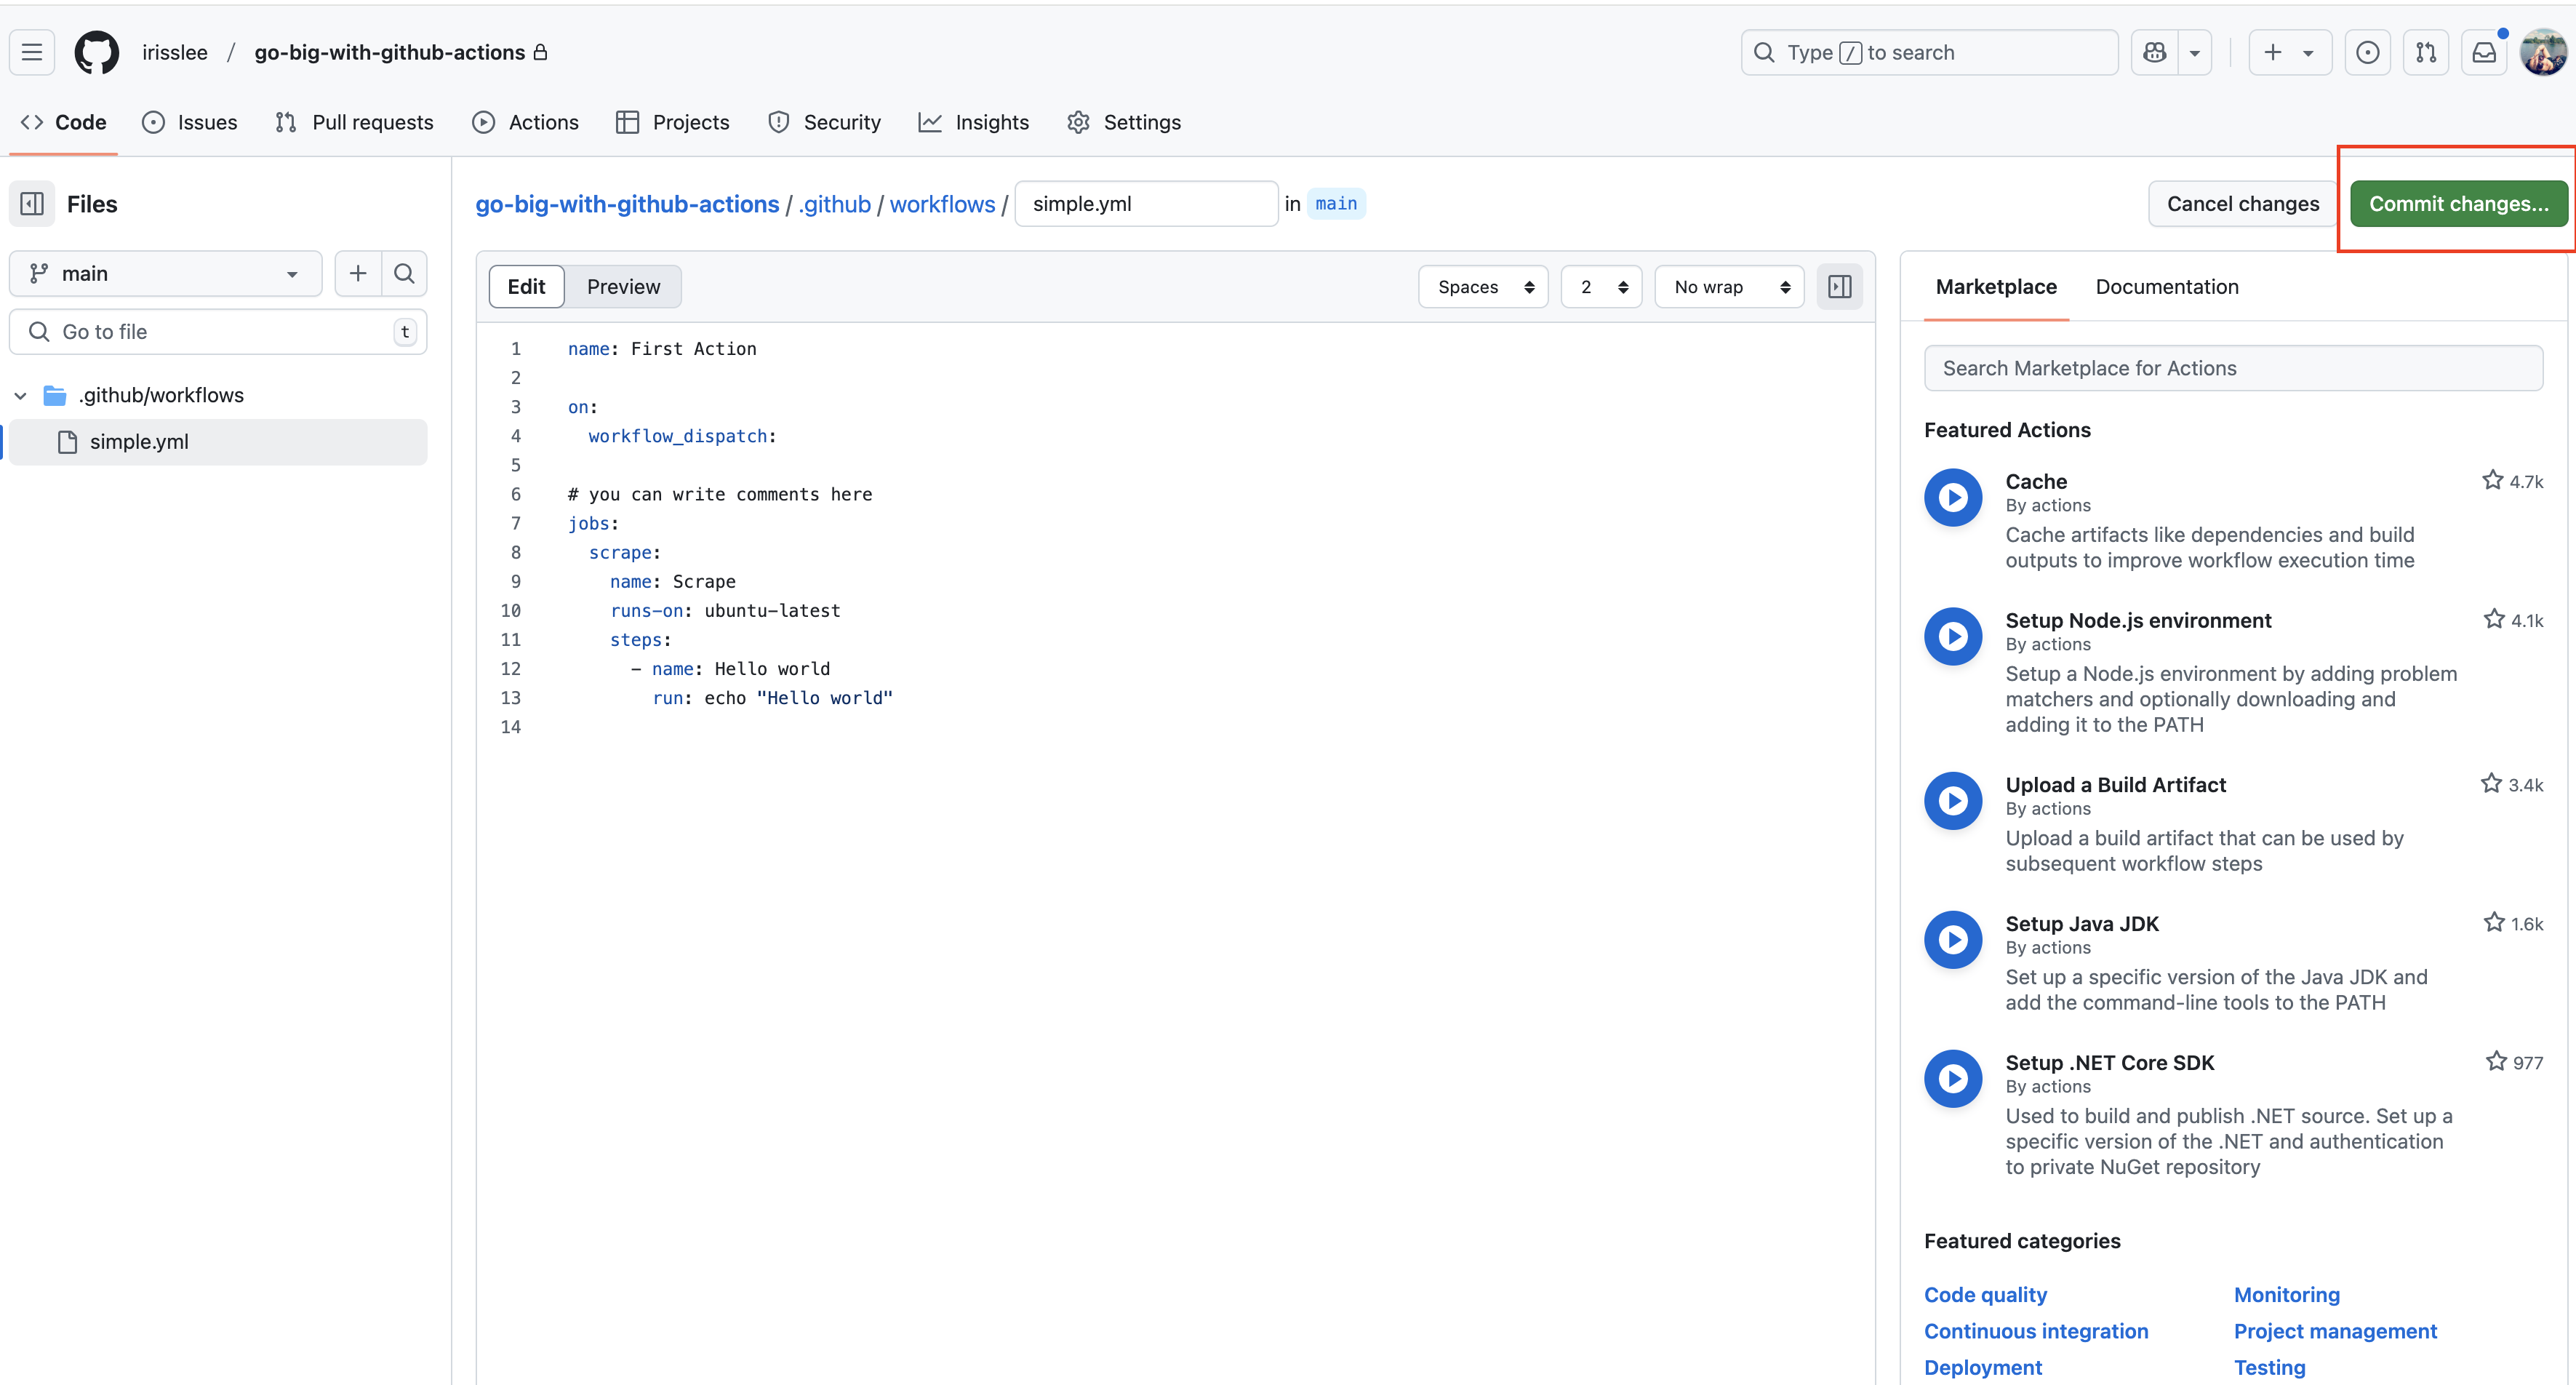 irisslee / go-big-with-github-actions
Type / to search
Code Issues Pull requests Actions Projects Security Insights Settings
Files
main
Go to file t
.github/workflows
simple.yml
go-big-with-github-actions / .github / workflows / simple.yml in main
Cancel changes Commit changes...
Edit Preview Spaces 2 No wrap
1 name: First Action
2
3 on:
4   workflow_dispatch:
5
6 # you can write comments here
7 jobs:
8   scrape:
9     name: Scrape
10     runs-on: ubuntu-latest
11     steps:
12       - name: Hello world
13         run: echo "Hello world"
14
Marketplace Documentation
Search Marketplace for Actions
Featured Actions
Cache 4.7k
By actions
Cache artifacts like dependencies and build
outputs to improve workflow execution time
Setup Node.js environment 4.1k
By actions
Setup a Node.js environment by adding problem
matchers and optionally downloading and
adding it to the PATH
Upload a Build Artifact 3.4k
By actions
Upload a build artifact that can be used by
subsequent workflow steps
Setup Java JDK 1.6k
By actions
Set up a specific version of the Java JDK and
add the command-line tools to the PATH
Setup .NET Core SDK 977
By actions
Used to build and publish .NET source. Set up a
specific version of the .NET and authentication
to private NuGet repository
Featured categories
Code quality Monitoring
Continuous integration Project management
Deployment Testing